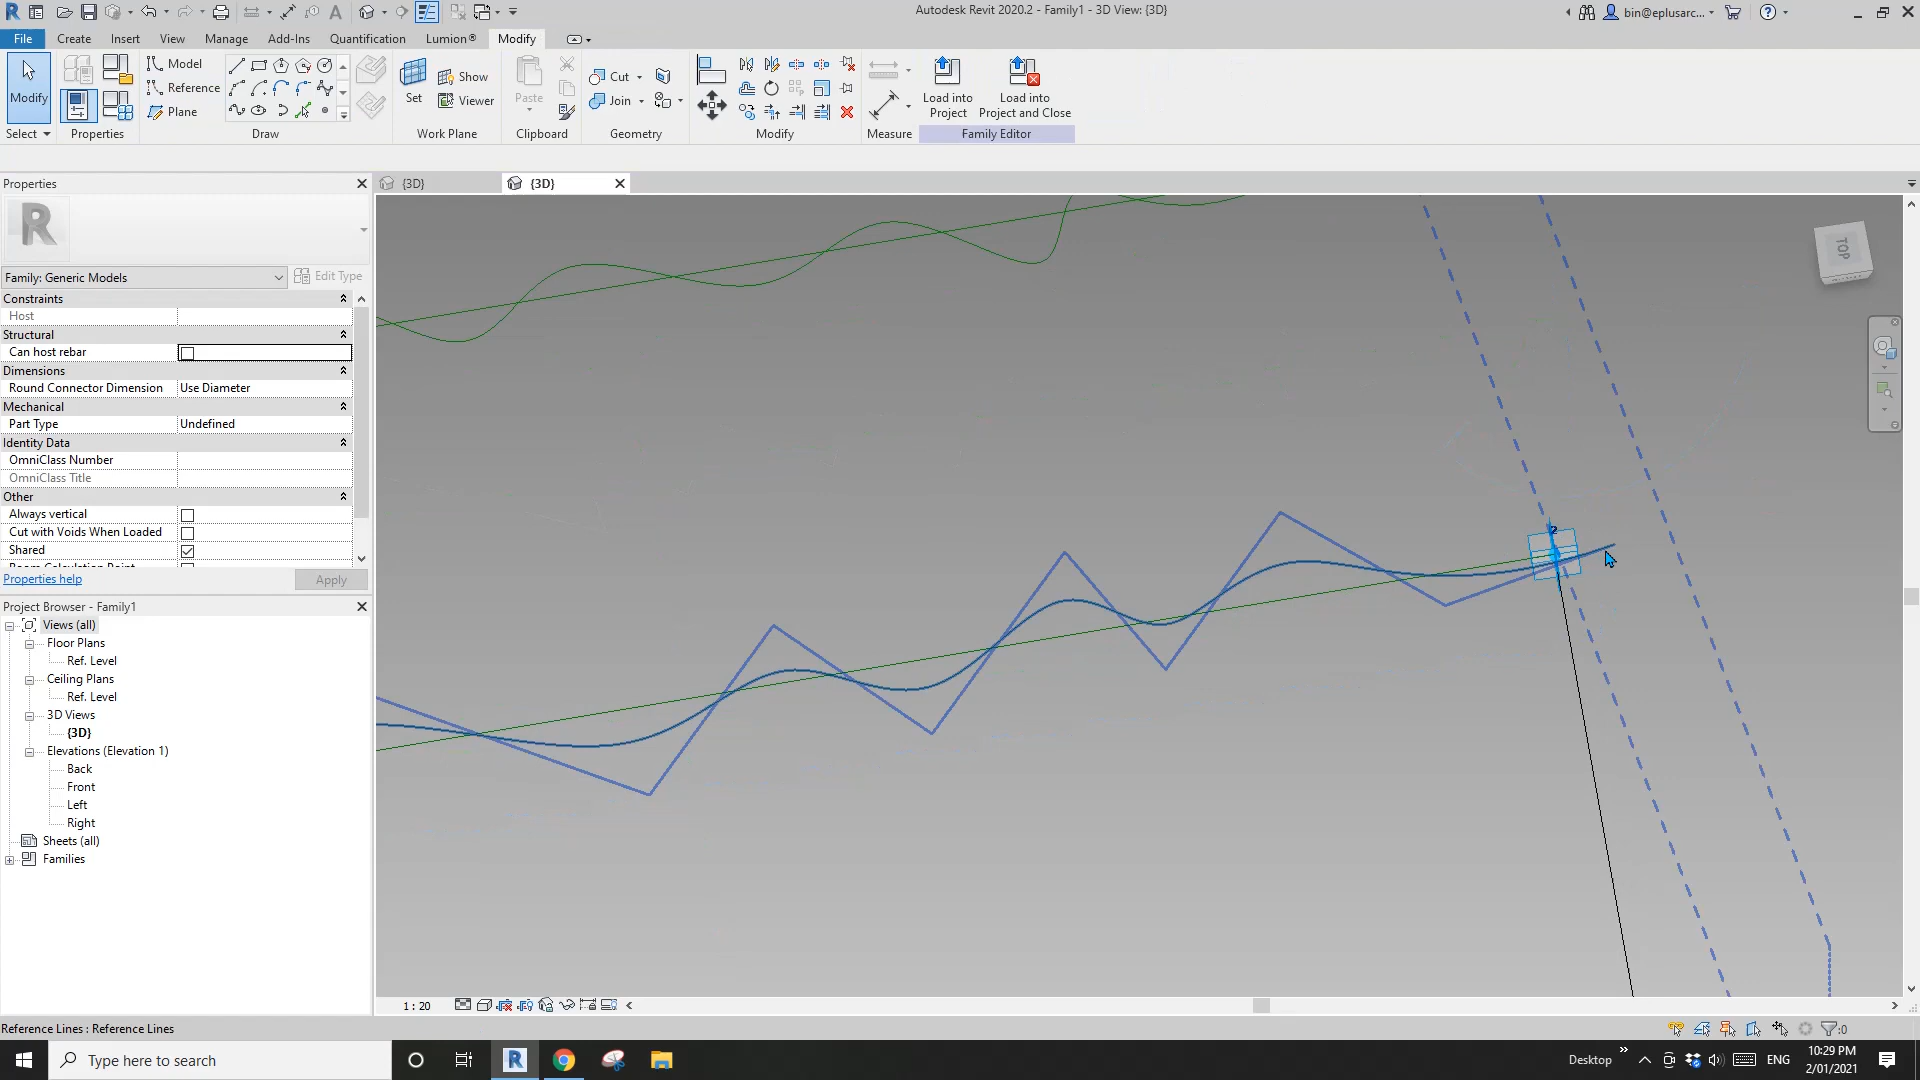 Autodesk Revit 2020.2 - Family1 - 3D View: {3D}
bin@eplusarc...
File Create Insert View Manage Add-Ins Quantification Lumion® Modify
Modify
Select
Properties
Model
Reference
Plane
Draw
Set
Show
Viewer
Work Plane
Paste
Clipboard
Cut
Join
Geometry
Modify
Measure
Load into
Project
Load into
Project and Close
Family Editor
Properties
{3D}
{3D}
R
Family: Generic Models
Edit Type
Constraints
Host
Structural
Can host rebar
Dimensions
Round Connector Dimension Use Diameter
Mechanical
Part Type Undefined
Identity Data
OmniClass Number
OmniClass Title
Other
Always vertical
Cut with Voids When Loaded
Shared
Room Calculation Point
Properties help
Apply
Project Browser - Family1
Views (all)
Floor Plans
Ref. Level
Ceiling Plans
Ref. Level
3D Views
{3D}
Elevations (Elevation 1)
Back
Front
Left
Right
Sheets (all)
Families
TOP
2
1 : 20
Reference Lines : Reference Lines
:0
Type here to search
Desktop
ENG
10:29 PM
2/01/2021